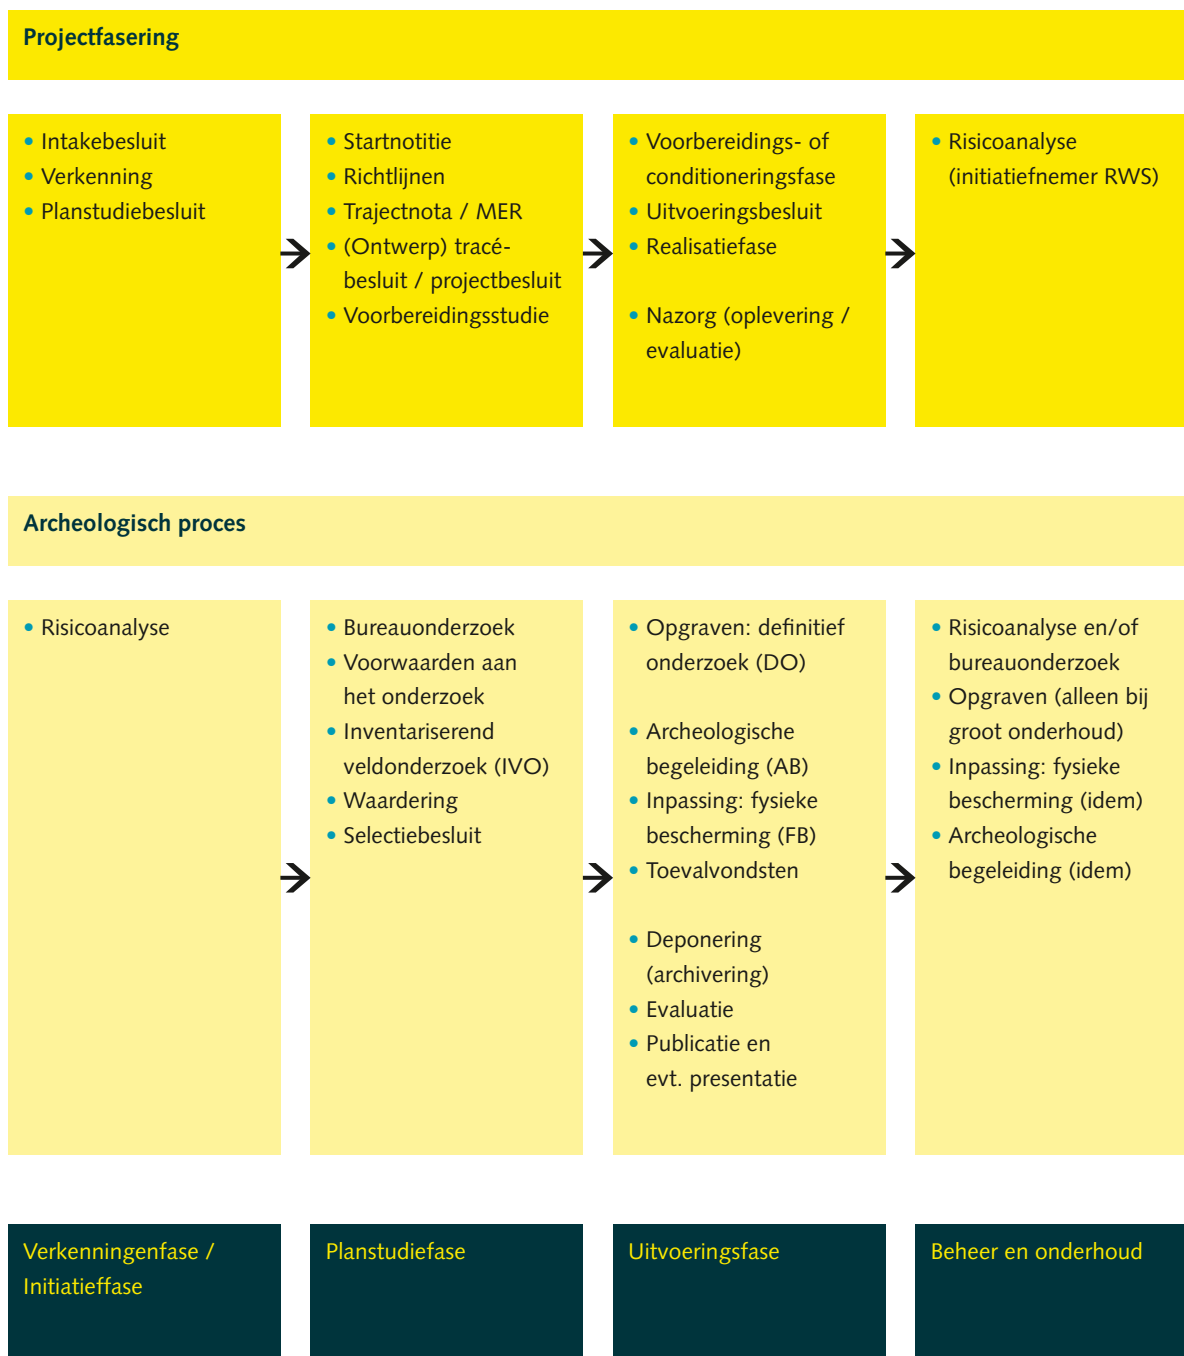 Projectfasering
• Intakebesluit
• Verkenning
• Planstudiebesluit
• Startnotitie
• Richtlijnen
• Trajectnota / MER
• (Ontwerp) tracé-
besluit / projectbesluit
• Voorbereidingsstudie
• Voorbereidings- of
conditioneringsfase
• Uitvoeringsbesluit
• Realisatiefase
• Nazorg (oplevering /
evaluatie)
• Risicoanalyse
(initiatiefnemer RWS)
Archeologisch proces
• Risicoanalyse
• Bureauonderzoek
• Voorwaarden aan
het onderzoek
• Inventariserend
veldonderzoek (IVO)
• Waardering
• Selectiebesluit
• Opgraven: definitief
onderzoek (DO)
• Archeologische
begeleiding (AB)
• Inpassing: fysieke
bescherming (FB)
• Toevalvondsten
• Deponering
(archivering)
• Evaluatie
• Publicatie en
evt. presentatie
• Risicoanalyse en/of
bureauonderzoek
• Opgraven (alleen bij
groot onderhoud)
• Inpassing: fysieke
bescherming (idem)
• Archeologische
begeleiding (idem)
Verkenningenfase /
Initiatieffase
Planstudiefase
Uitvoeringsfase
Beheer en onderhoud